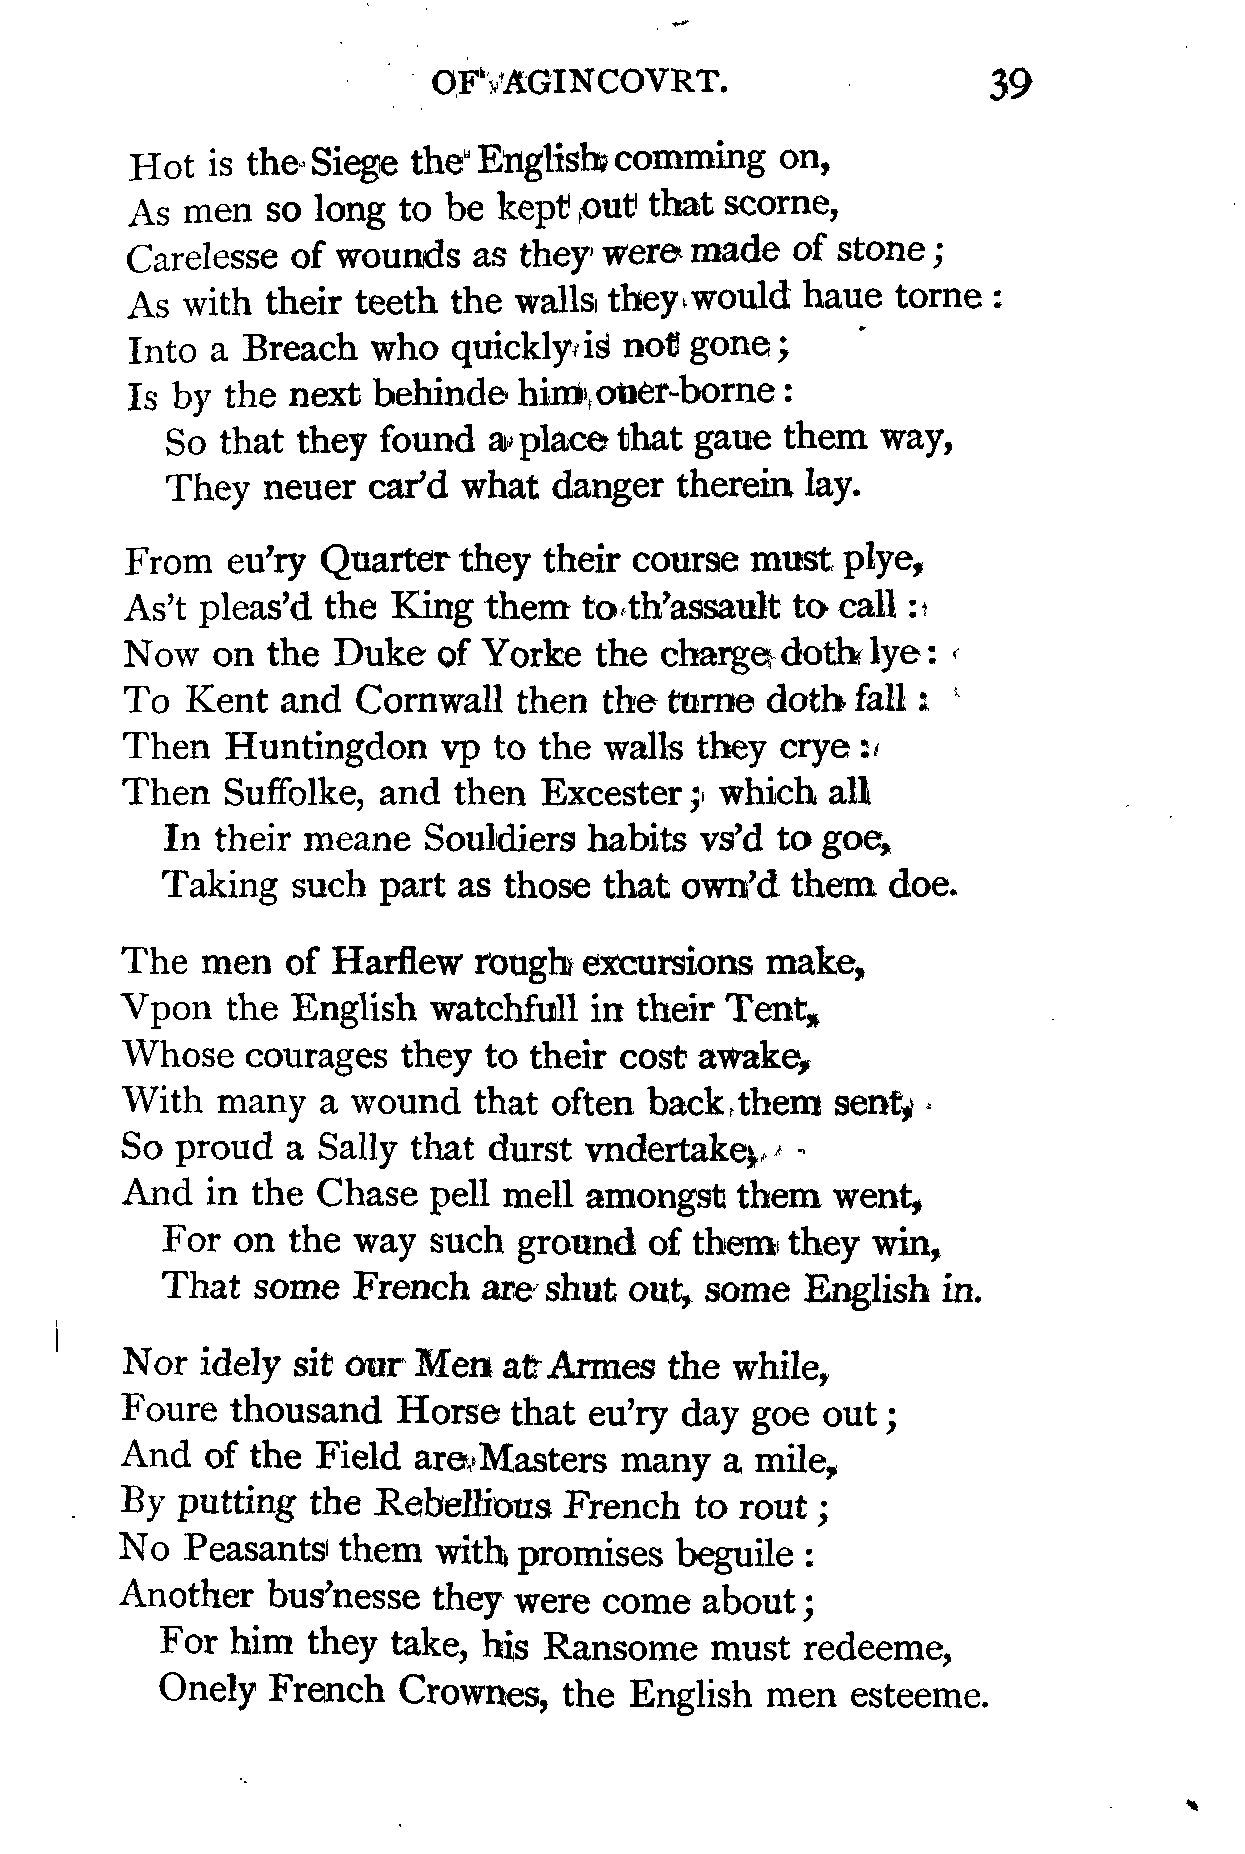 OF AGINCOVRT. 39
Hot is the Siege the English comming on,
As men so long to be kept out that scorne,
Carelesse of wounds as they were made of stone;
As with their teeth the walls they would haue torne:
Into a Breach who quickly is not gone;
Is by the next behinde him ouer-borne:
So that they found a place that gaue them way,
They neuer car'd what danger therein lay.
From eu'ry Quarter they their course must plye,
As't pleas'd the King them to th'assault to call:
Now on the Duke of Yorke the charge doth lye:
To Kent and Cornwall then the turne doth fall:
Then Huntingdon vp to the walls they crye:
Then Suffolke, and then Excester; which all
In their meane Souldiers habits vs'd to goe,
Taking such part as those that own'd them doe.
The men of Harflew rough excursions make,
Vpon the English watchfull in their Tent,
Whose courages they to their cost awake,
With many a wound that often back them sent,
So proud a Sally that durst vndertake,
And in the Chase pell mell amongst them went,
For on the way such ground of them they win,
That some French are shut out, some English in.
Nor idely sit our Men at Armes the while,
Foure thousand Horse that eu'ry day goe out;
And of the Field are Masters many a mile,
By putting the Rebellious French to rout;
No Peasants them with promises beguile:
Another bus'nesse they were come about;
For him they take, his Ransome must redeeme,
Onely French Crownes, the English men esteeme.